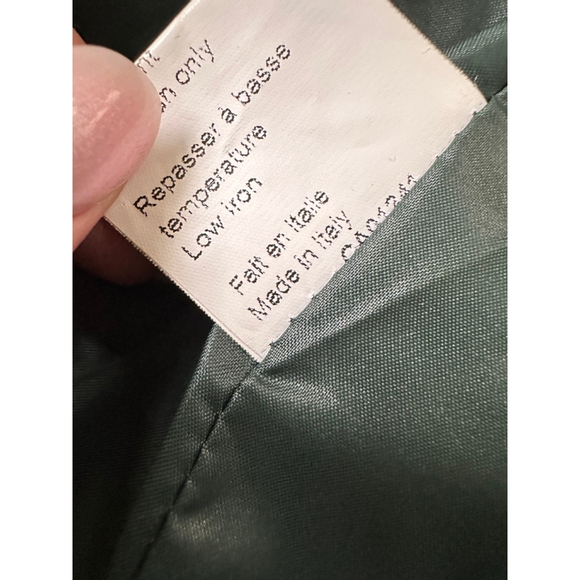 only
Repasser à basse
temperature
Low iron
Fait en Italie
Made in Italy